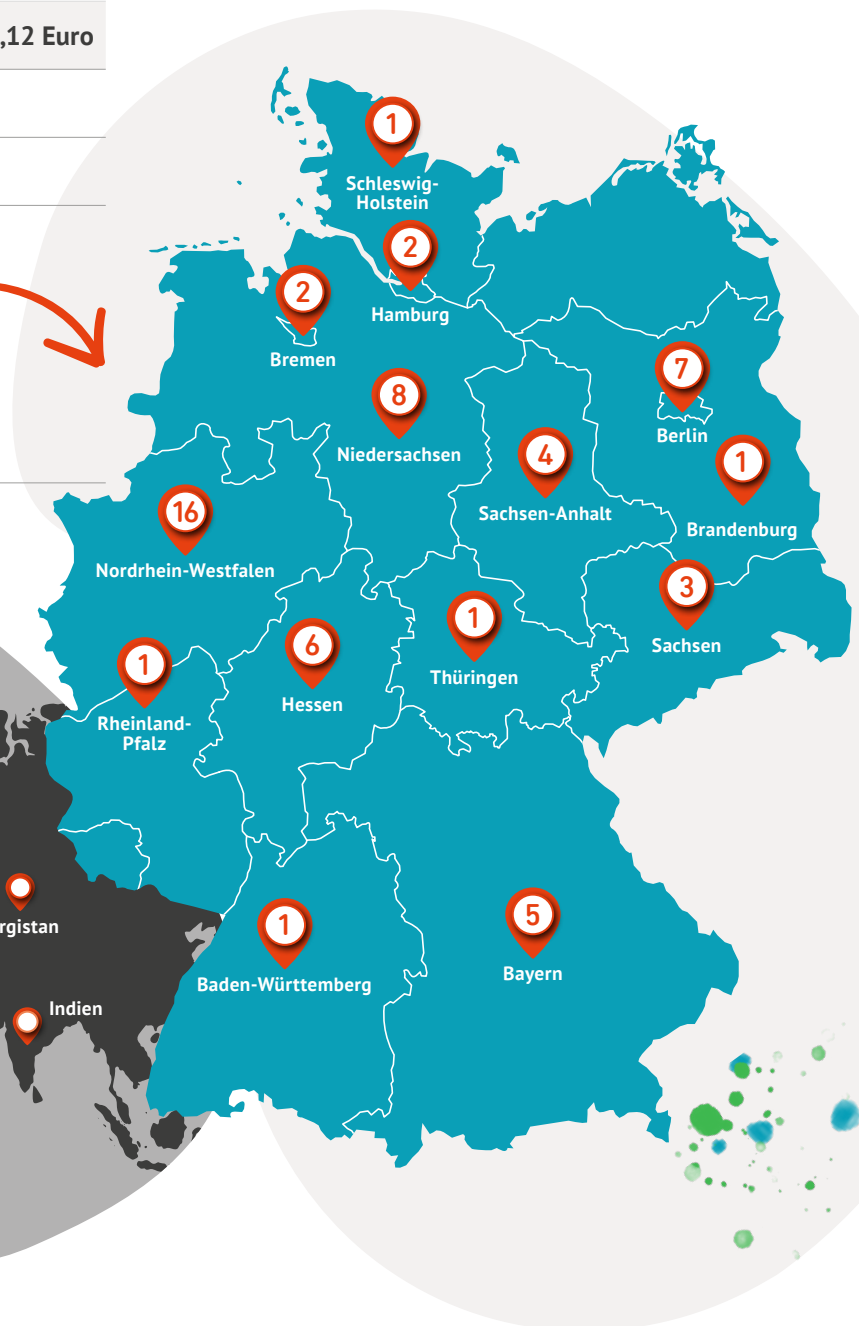 ,12 Euro
1
Schleswig-
Holstein
2
Hamburg
2
Bremen
7
Berlin
8
Niedersachsen
4
Sachsen-Anhalt
1
Brandenburg
16
Nordrhein-Westfalen
3
Sachsen
1
Thüringen
6
Hessen
1
Rheinland-
Pfalz
rgistan
1
Baden-Württemberg
5
Bayern
Indien